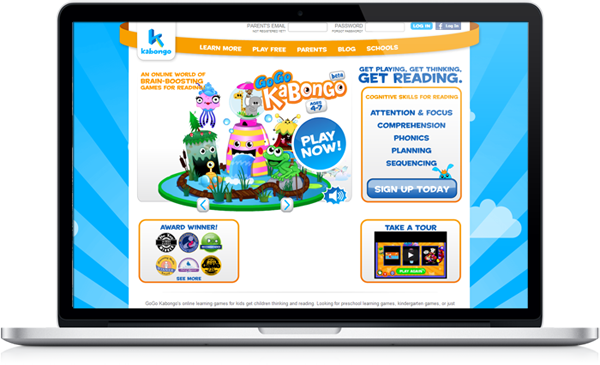 PARENT'S EMAIL
PASSWORD
LOG IN
Log In
NOT REGISTERED YET?
FORGOT PASSWORD?
kabongo
LEARN MORE
PLAY FREE
PARENTS
BLOG
SCHOOLS
AN ONLINE WORLD OF
BRAIN-BOOSTING
GAMES FOR READING
GoGo
KaBonGo
beta
AGES
4-7
PLAY
NOW!
GET PLAYING, GET THINKING,
GET READING.
COGNITIVE SKILLS FOR READING
ATTENTION & FOCUS
COMPREHENSION
PHONICS
PLANNING
SEQUENCING
SIGN UP TODAY
AWARD WINNER!
SEE MORE
TAKE A TOUR
PLAY AGAIN
GoGo Kabongo's online learning games for kids get children thinking and reading. Looking for preschool learning games, kindergarten games, or just